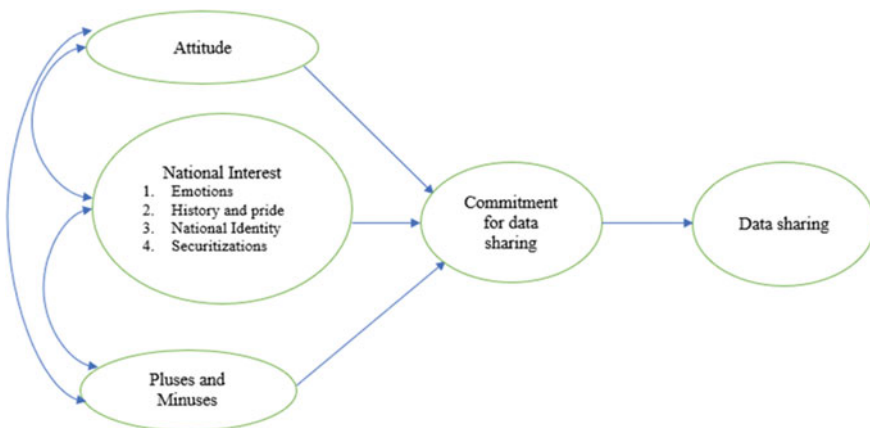 Attitude
National Interest
1. Emotions
2. History and pride
3. National Identity
4. Securitizations
Pluses and
Minuses
Commitment
for data
sharing
Data sharing